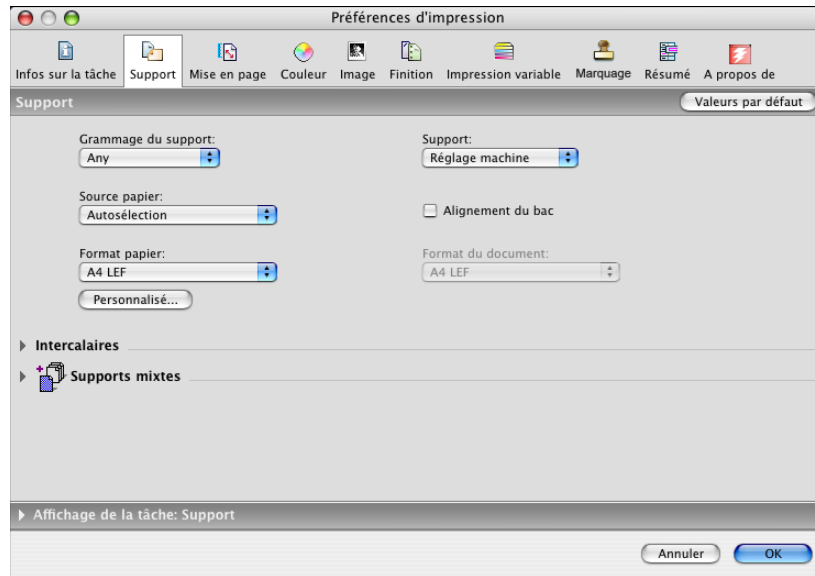 Préférences d'impression
Infos sur la tâche Support Mise en page Couleur Image Finition Impression variable Marquage Résumé A propos de
Support Valeurs par défaut
Grammage du support: Support:
Any Réglage machine
Source papier:
Autosélection Alignement du bac
Format papier: Format du document:
A4 LEF A4 LEF
Personnalisé...
Intercalaires
Supports mixtes
Affichage de la tâche: Support
Annuler OK